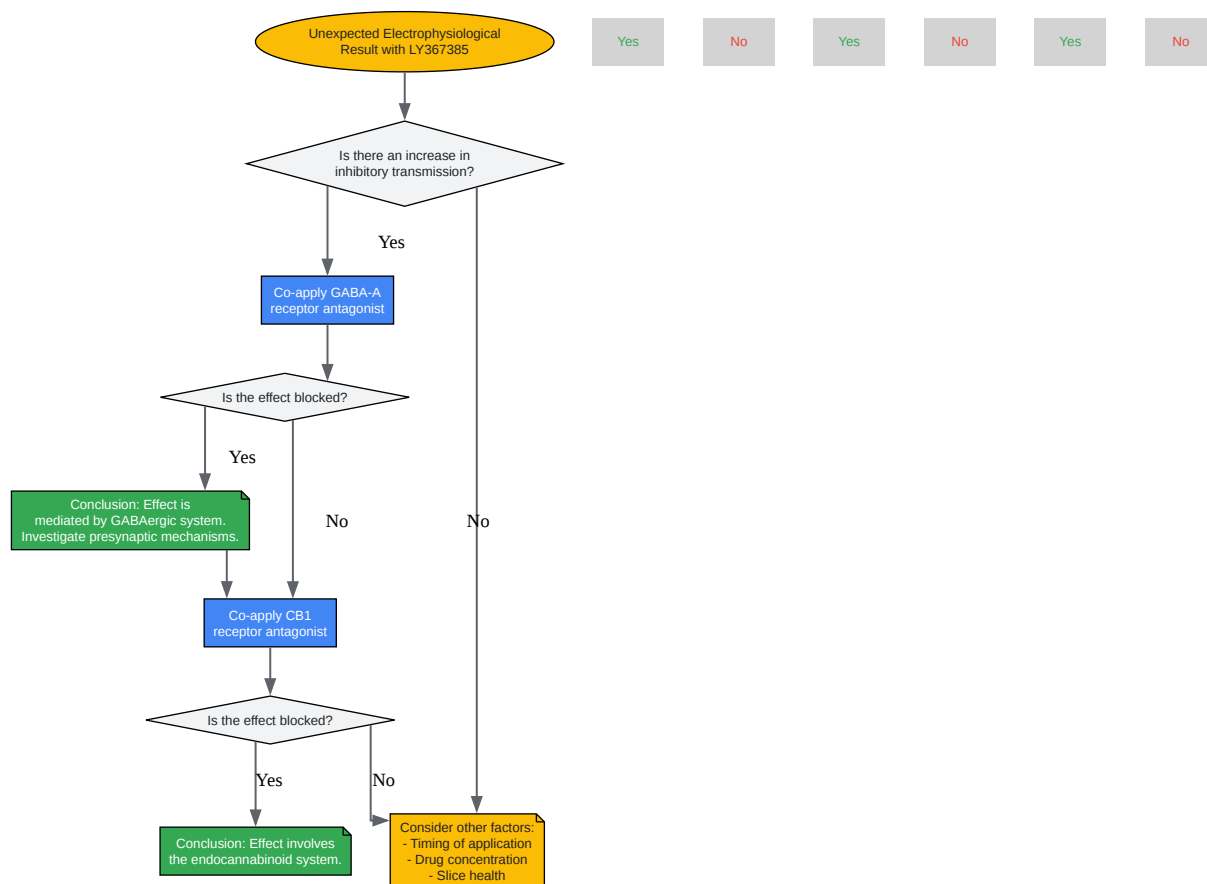 Unexpected Electrophysiological
Result with LY367385
Yes
No
Yes
No
Yes
No
Is there an increase in
inhibitory transmission?
Yes
Co-apply GABA-A
receptor antagonist
Is the effect blocked?
Yes
Conclusion: Effect is
mediated by GABAergic system.
Investigate presynaptic mechanisms.
No
No
Co-apply CB1
receptor antagonist
Is the effect blocked?
Yes
No
Conclusion: Effect involves
the endocannabinoid system.
Consider other factors:
- Timing of application
- Drug concentration
- Slice health